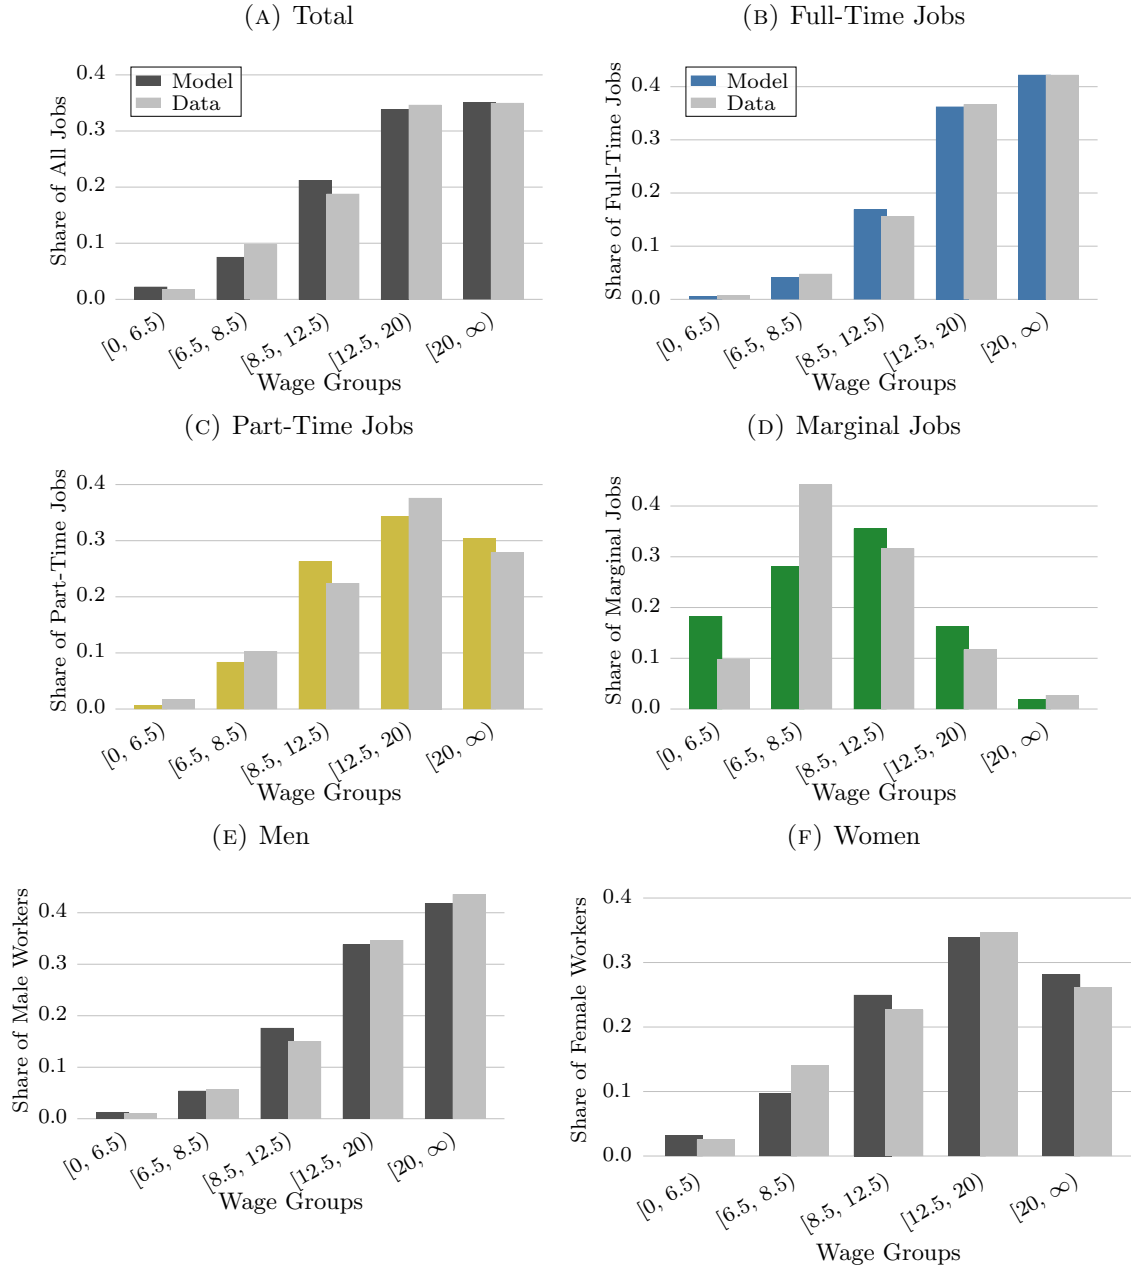 (A) Total
Share of All Jobs
0.4
0.3
0.2
0.1
0.0
Model
Data
[0, 6.5)
[6.5, 8.5)
[8.5, 12.5)
[12.5, 20)
[20, ∞)
Wage Groups
(B) Full-Time Jobs
Share of Full-Time Jobs
0.4
0.3
0.2
0.1
0.0
Model
Data
[0, 6.5)
[6.5, 8.5)
[8.5, 12.5)
[12.5, 20)
[20, ∞)
Wage Groups
(C) Part-Time Jobs
Share of Part-Time Jobs
0.4
0.3
0.2
0.1
0.0
[0, 6.5)
[6.5, 8.5)
[8.5, 12.5)
[12.5, 20)
[20, ∞)
Wage Groups
(D) Marginal Jobs
Share of Marginal Jobs
0.4
0.3
0.2
0.1
0.0
[0, 6.5)
[6.5, 8.5)
[8.5, 12.5)
[12.5, 20)
[20, ∞)
Wage Groups
(E) Men
Share of Male Workers
0.4
0.3
0.2
0.1
0.0
[0, 6.5)
[6.5, 8.5)
[8.5, 12.5)
[12.5, 20)
[20, ∞)
Wage Groups
(F) Women
Share of Female Workers
0.4
0.3
0.2
0.1
0.0
[0, 6.5)
[6.5, 8.5)
[8.5, 12.5)
[12.5, 20)
[20, ∞)
Wage Groups